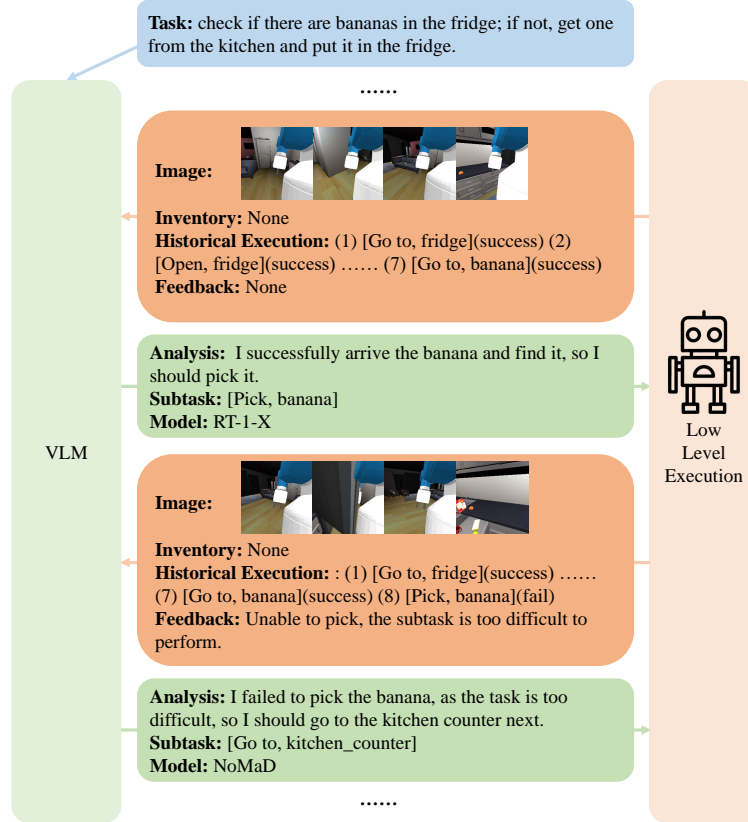 Task: check if there are bananas in the fridge; if not, get one
from the kitchen and put it in the fridge.
......
Image:
Inventory: None
Historical Execution: (1) [Go to, fridge](success) (2)
[Open, fridge](success) …… (7) [Go to, banana](success)
Feedback: None
Analysis: I successfully arrive the banana and find it, so I
should pick it.
Subtask: [Pick, banana]
Model: RT-1-X
VLM
Low
Level
Execution
Image:
Inventory: None
Historical Execution: : (1) [Go to, fridge](success) ……
(7) [Go to, banana](success) (8) [Pick, banana](fail)
Feedback: Unable to pick, the subtask is too difficult to
perform.
Analysis: I failed to pick the banana, as the task is too
difficult, so I should go to the kitchen counter next.
Subtask: [Go to, kitchen_counter]
Model: NoMaD
......